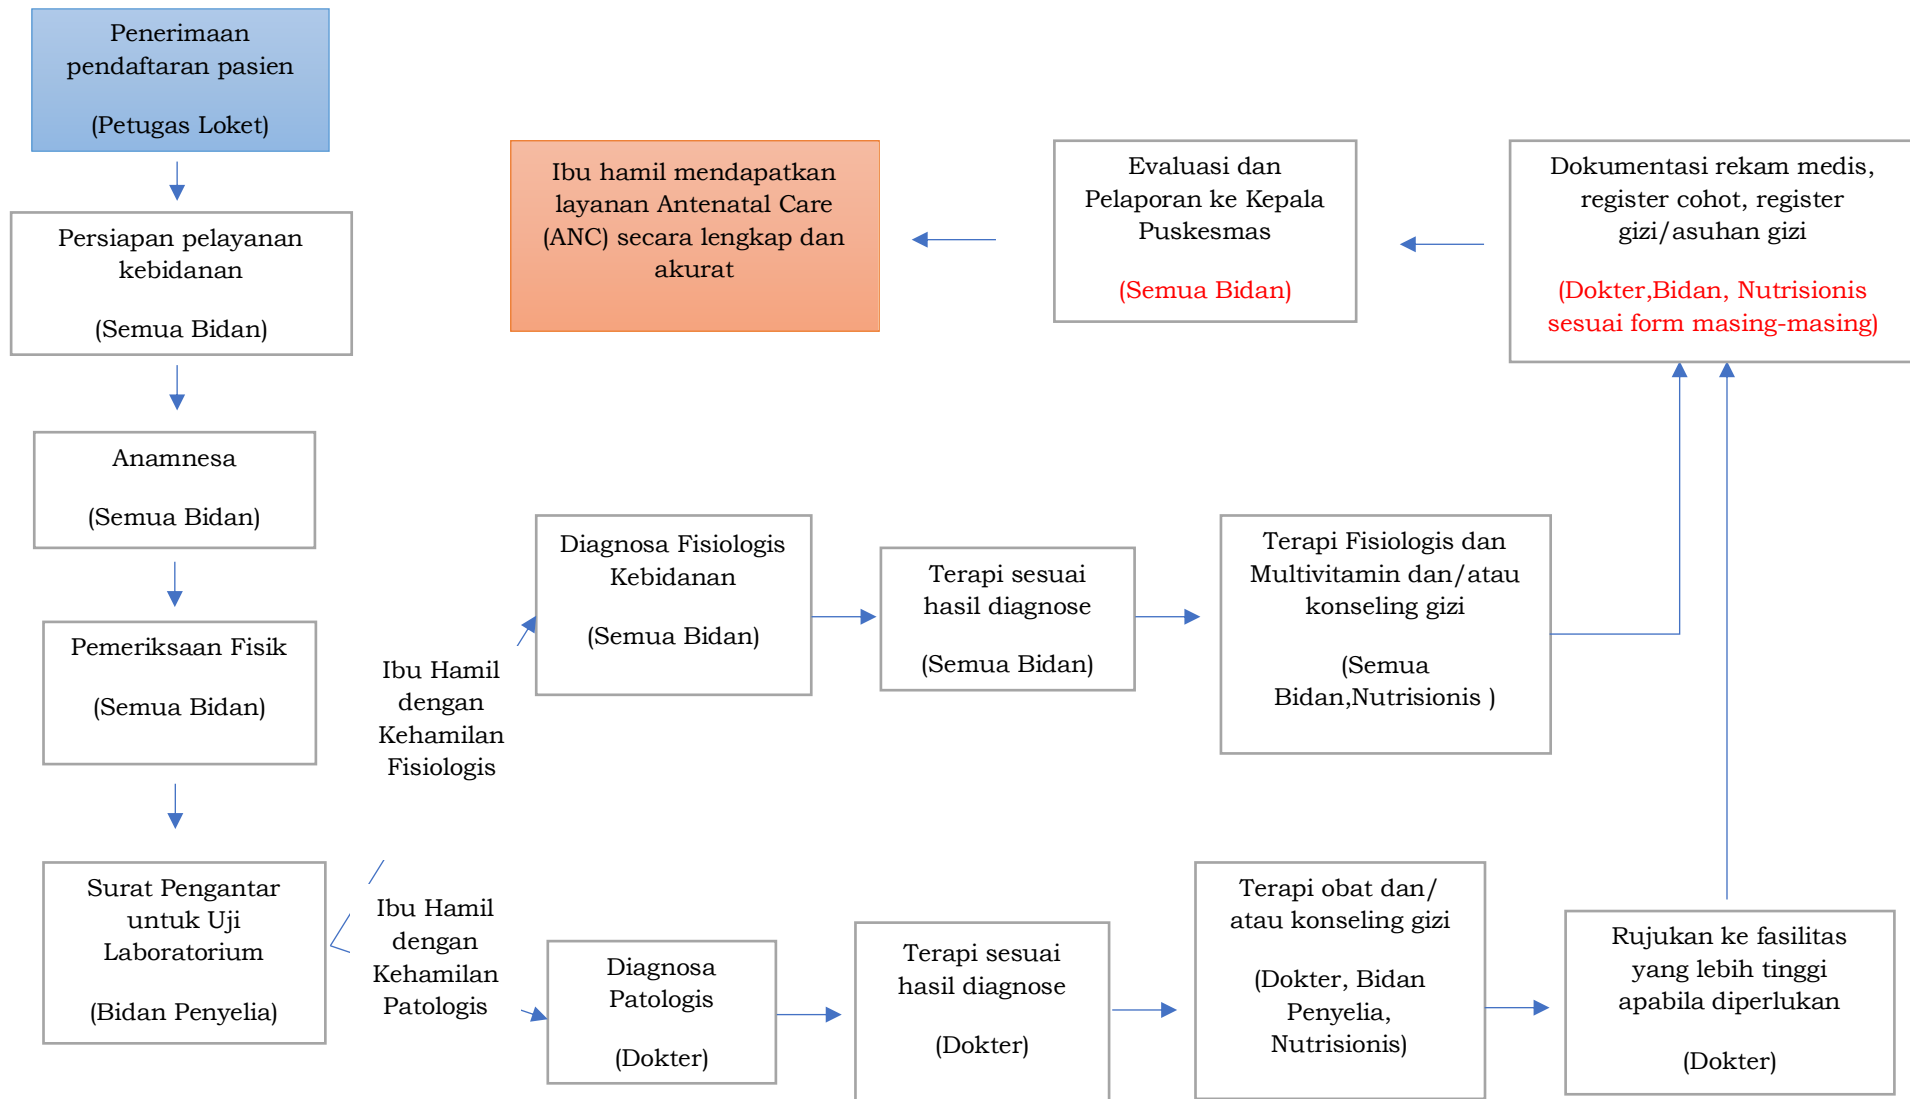 Penerimaan
pendaftaran pasien
(Petugas Loket)
Persiapan pelayanan
kebidanan
(Semua Bidan)
Anamnesa
(Semua Bidan)
Pemeriksaan Fisik
(Semua Bidan)
Surat Pengantar
untuk Uji
Laboratorium
(Bidan Penyelia)
Ibu Hamil
dengan
Kehamilan
Fisiologis
Diagnosa Fisiologis
Kebidanan
(Semua Bidan)
Terapi sesuai
hasil diagnose
(Semua Bidan)
Terapi Fisiologis dan
Multivitamin dan/atau
konseling gizi
(Semua
Bidan,Nutrisionis )
Ibu Hamil
dengan
Kehamilan
Patologis
Diagnosa
Patologis
(Dokter)
Terapi sesuai
hasil diagnose
(Dokter)
Terapi obat dan/
atau konseling gizi
(Dokter, Bidan
Penyelia,
Nutrisionis)
Rujukan ke fasilitas
yang lebih tinggi
apabila diperlukan
(Dokter)
Dokumentasi rekam medis,
register cohot, register
gizi/asuhan gizi
(Dokter,Bidan, Nutrisionis
sesuai form masing-masing)
Evaluasi dan
Pelaporan ke Kepala
Puskesmas
(Semua Bidan)
Ibu hamil mendapatkan
layanan Antenatal Care
(ANC) secara lengkap dan
akurat